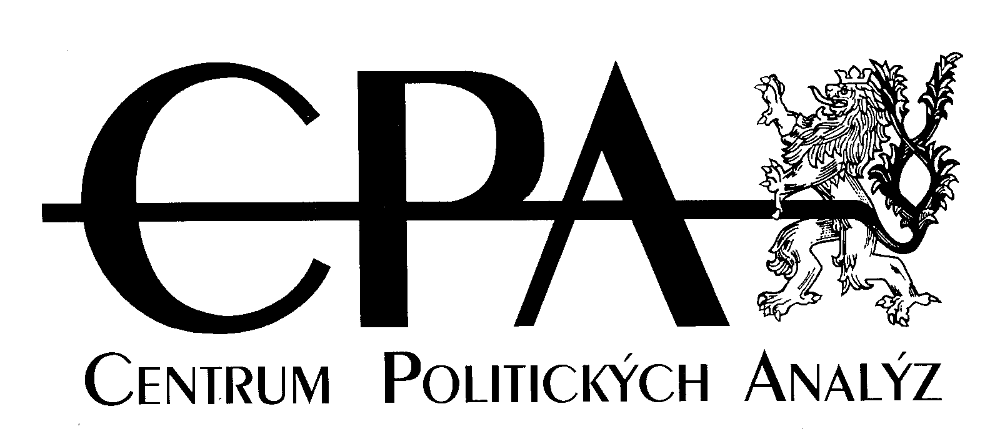 CPA
CENTRUM POLITICKÝCH ANALÝZ